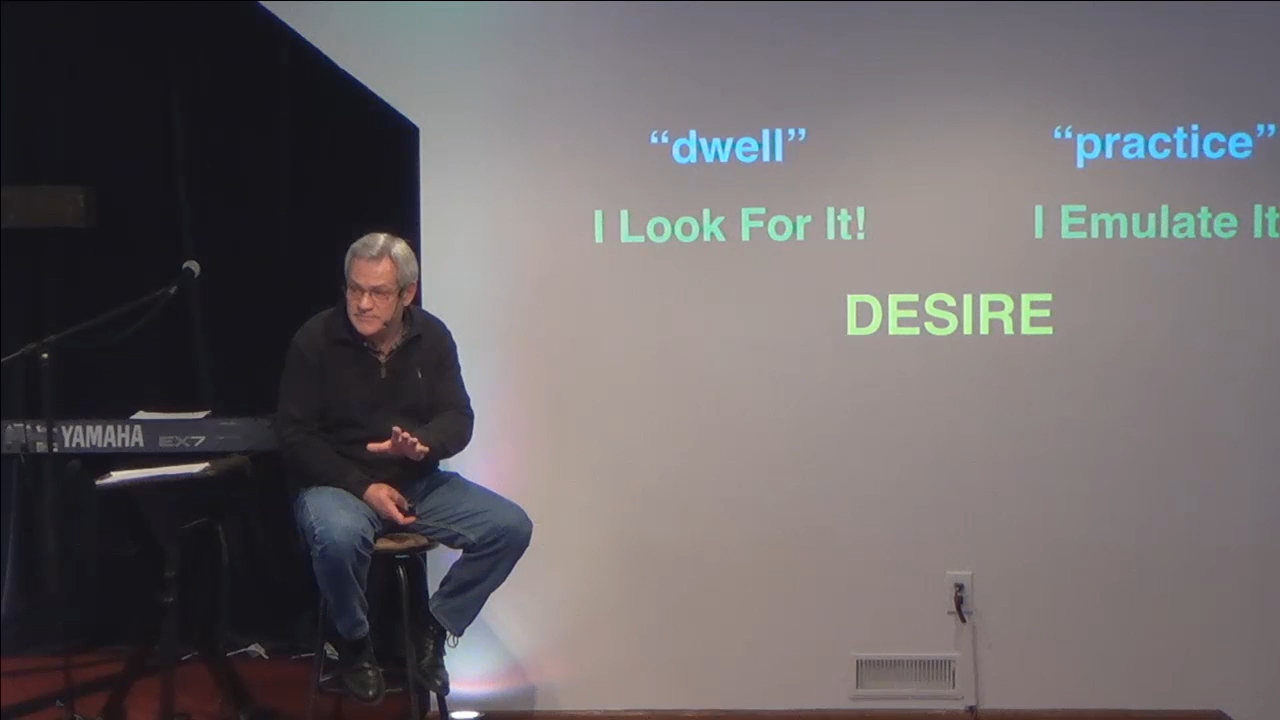 “dwell” “practice”
I Look For It! I Emulate It
DESIRE
YAMAHA EX7